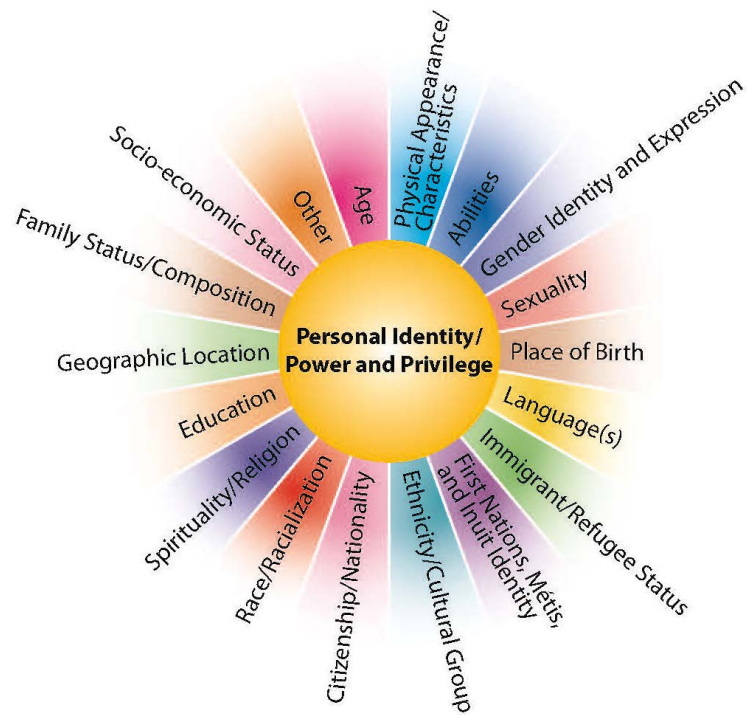 Personal Identity/
Power and Privilege
Physical Appearance/
Characteristics
Abilities
Gender Identity and Expression
Sexuality
Place of Birth
Language(s)
Immigrant/Refugee Status
First Nations, Métis,
and Inuit Identity
Ethnicity/Cultural Group
Citizenship/Nationality
Race/Racialization
Spirituality/Religion
Education
Geographic Location
Family Status/Composition
Socio-economic Status
Other
Age